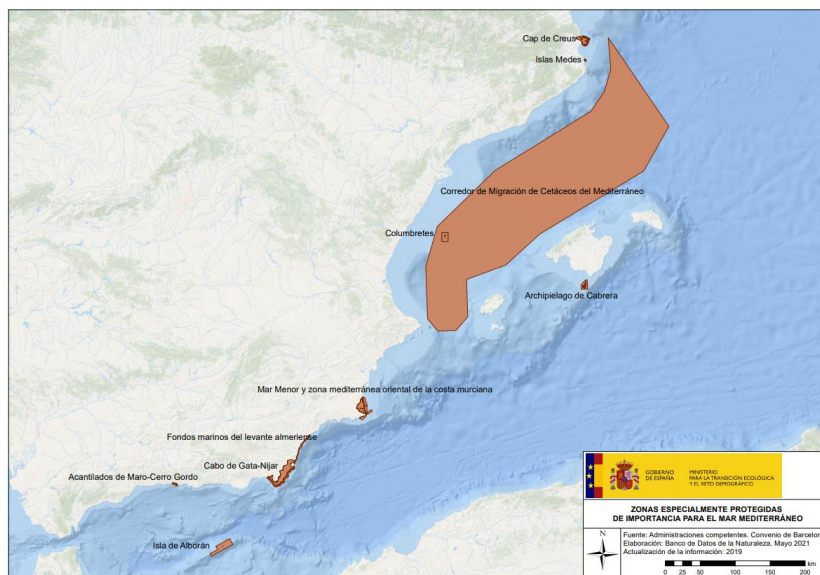 Cap de Creus
Islas Medes
Corredor de Migración de Cetáceos del Mediterráneo
Columbretes
Archipielago de Cabrera
Mar Menor y zona mediterránea oriental de la costa murciana
Fondos marinos del levante almeriense
Cabo de Gata-Nijar
Acantilados de Maro-Cerro Gordo
Isla de Alborán
GOBIERNO
DE ESPAÑA
MINISTERIO
PARA LA TRANSICIÓN ECOLÓGICA
Y EL RETO DEMOGRÁFICO
ZONAS ESPECIALMENTE PROTEGIDAS
DE IMPORTANCIA PARA EL MAR MEDITERRÁNEO
N
Fuente: Administraciones competentes. Convenio de Barcelon
Elaboración: Banco de Datos de la Naturaleza. Mayo 2021
Actualización de la información: 2019
km
0 25 50 100 150 200